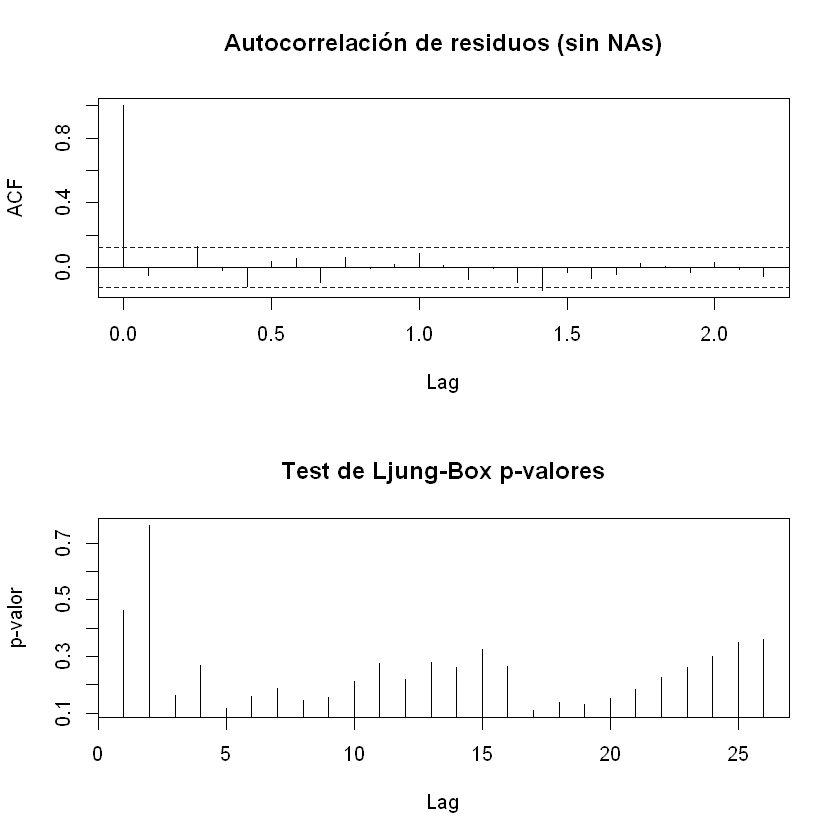 Autocorrelación de residuos (sin NAs)
ACF
0.8
0.4
0.0
0.0 0.5 1.0 1.5 2.0
Lag
Test de Ljung-Box p-valores
p-valor
0.7
0.5
0.3
0.1
0 5 10 15 20 25
Lag